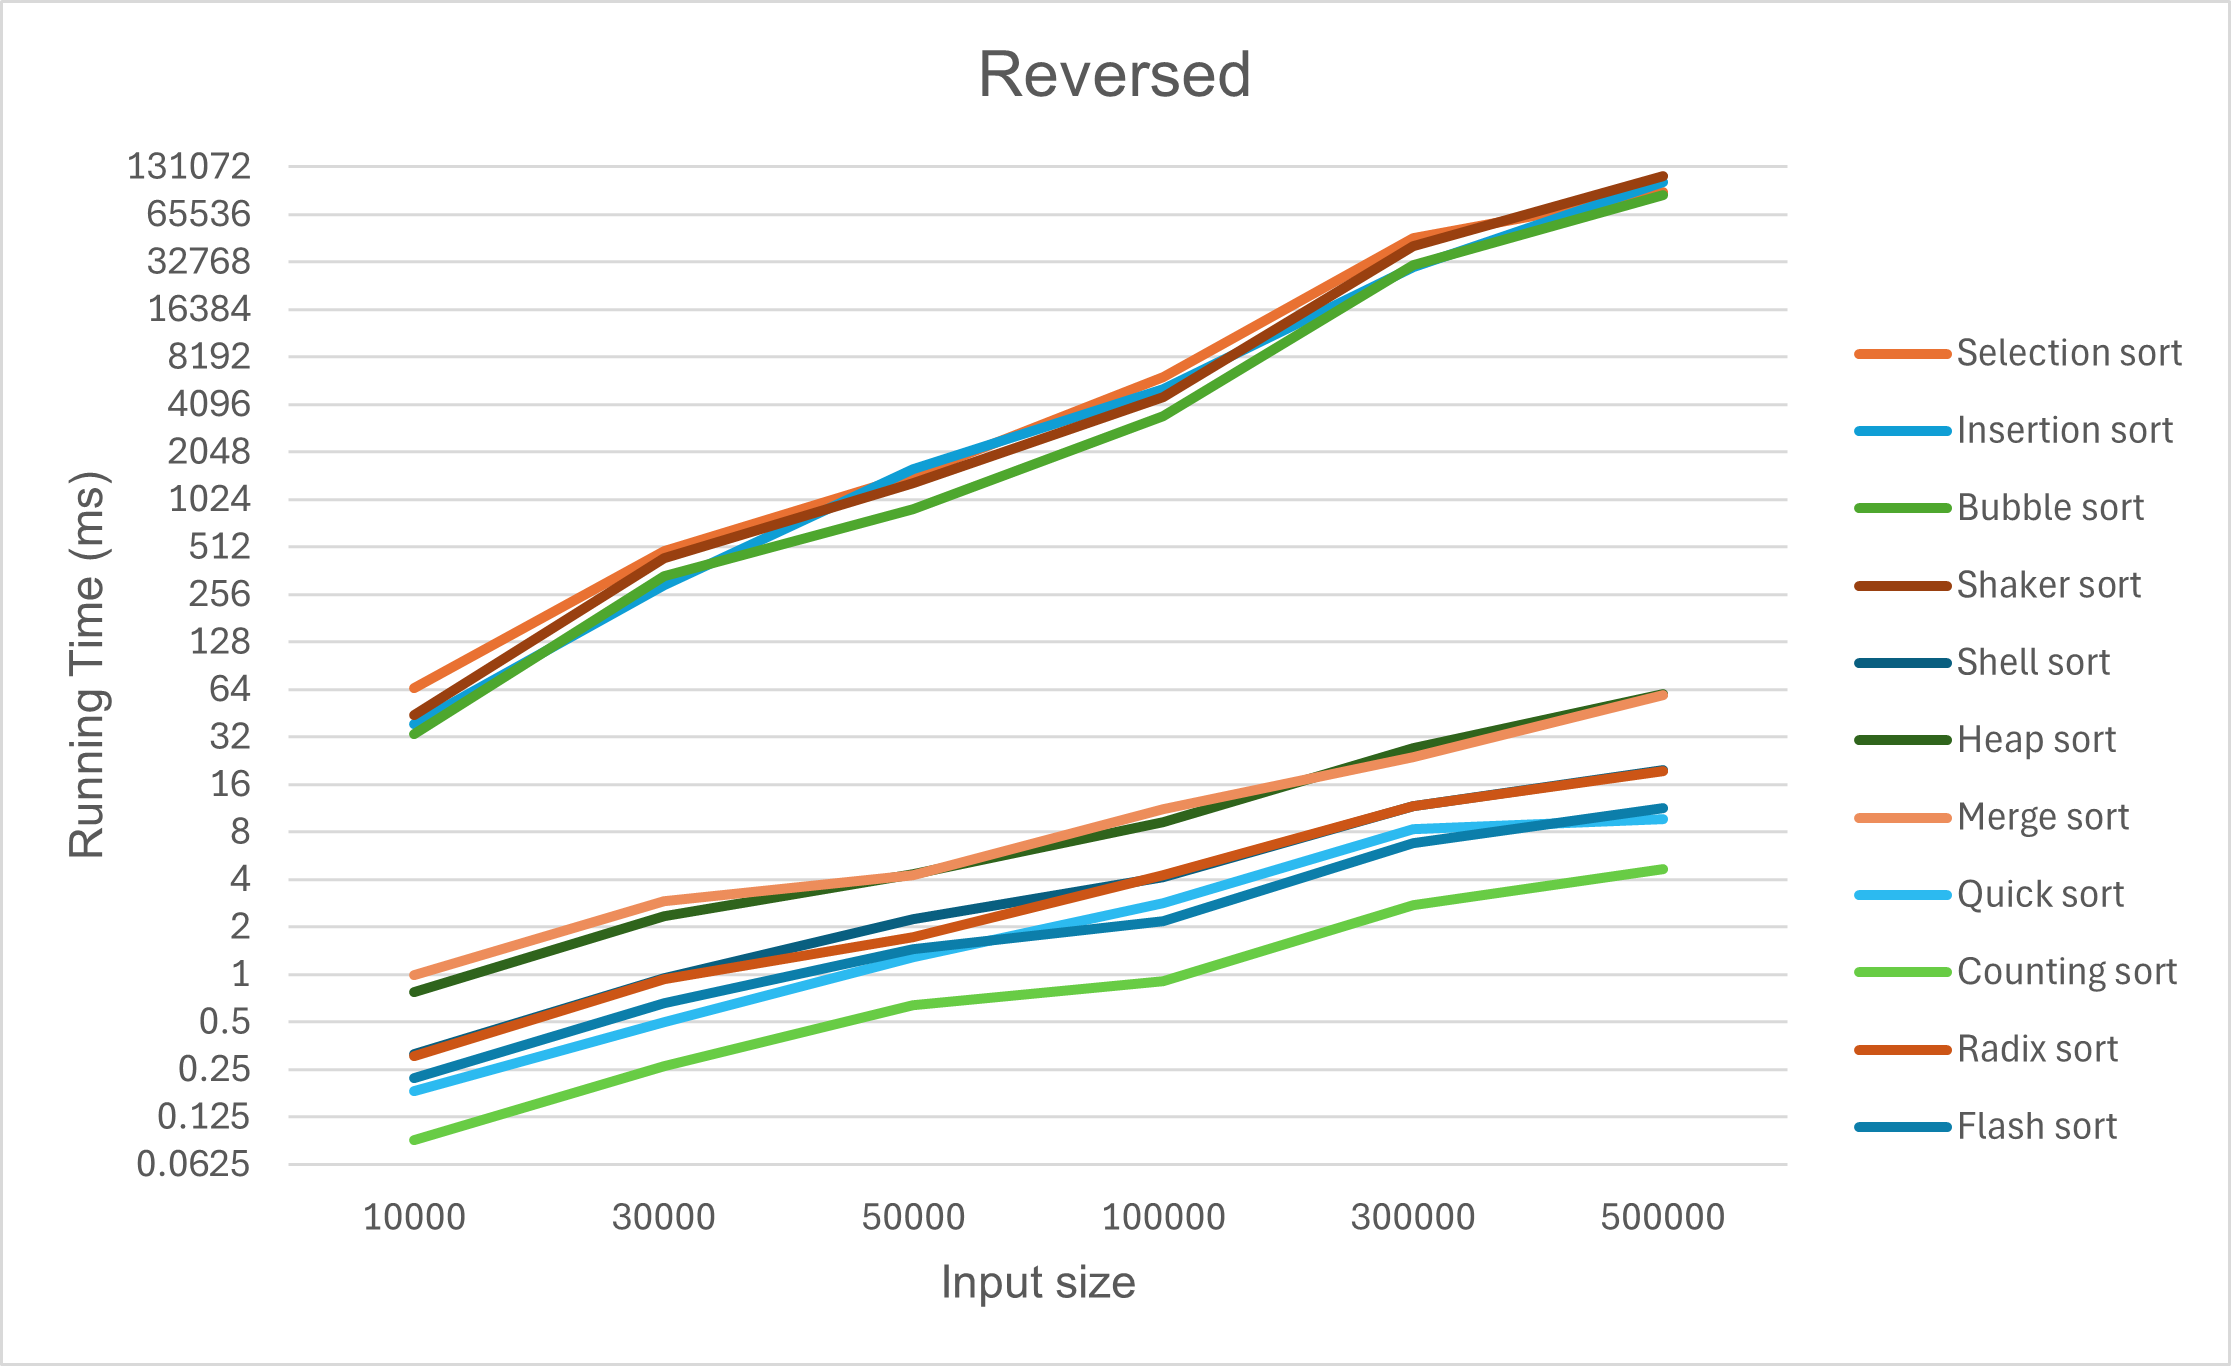 Reversed
131072
65536
32768
16384
8192
4096
2048
1024
512
256
128
64
32
16
8
4
2
1
0.5
0.25
0.125
0.0625
Running Time (ms)
10000 30000 50000 100000 300000 500000
Input size
Selection sort
Insertion sort
Bubble sort
Shaker sort
Shell sort
Heap sort
Merge sort
Quick sort
Counting sort
Radix sort
Flash sort